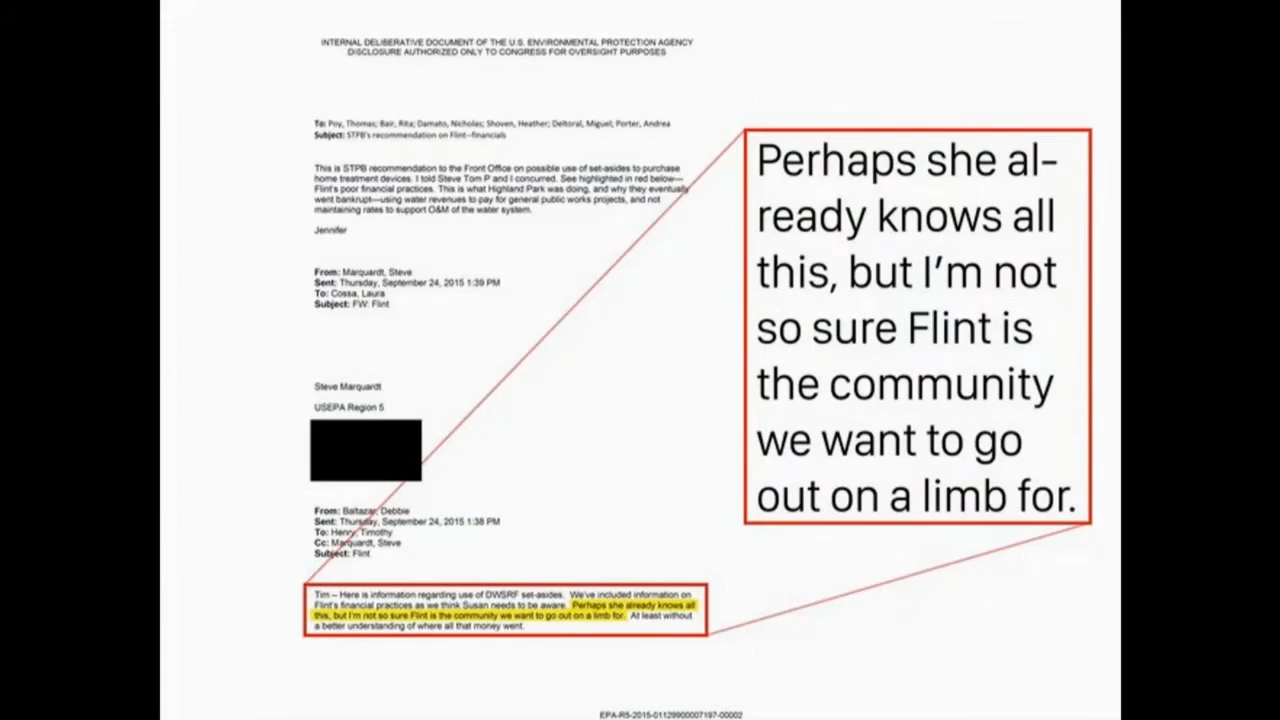 INTERNAL DELIBERATIVE DOCUMENT OF THE U.S. ENVIRONMENTAL PROTECTION AGENCY
DISCLOSURE AUTHORIZED ONLY TO CONGRESS FOR OVERSIGHT PURPOSES
To: Poy, Thomas; Bair, Rita; Damato, Nicholas; Shoven, Heather; Deltoral, Miguel; Porter, Andrea
Subject: STPB's recommendation on Flint--financials
This is STPB recommendation to the Front Office on possible use of set-asides to purchase
home treatment devices. I told Steve Tom P and I concurred. See highlighted in red below—
Flint's poor financial practices. This is what Highland Park was doing, and why they eventually
went bankrupt—using water revenues to pay for general public works projects, and not
maintaining rates to support O&M of the water system.
Jennifer
From: Marquardt, Steve
Sent: Thursday, September 24, 2015 1:39 PM
To: Cossa, Laura
Subject: FW: Flint
Steve Marquardt
USEPA Region 5
From: Baltazar, Debbie
Sent: Thursday, September 24, 2015 1:38 PM
To: Henry, Timothy
Cc: Marquardt, Steve
Subject: Flint
Tim – Here is information regarding use of DWSRF set-asides. We've included information on
Flint's financial practices as we think Susan needs to be aware. Perhaps she already knows all
this, but I'm not so sure Flint is the community we want to go out on a limb for. At least without
a better understanding of where all that money went.
EPA-R5-2015-01129900007197-00002
Perhaps she al-
ready knows all
this, but I'm not
so sure Flint is
the community
we want to go
out on a limb for.